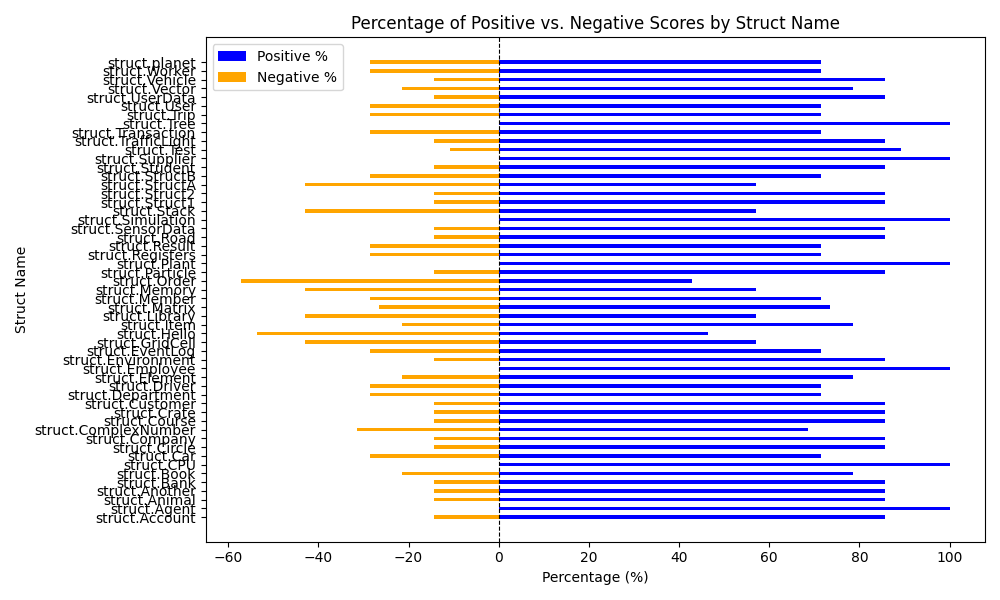 Percentage of Positive vs. Negative Scores by Struct Name
Positive %
Negative %
Struct Name
struct.planet
struct.Worker
struct.Vehicle
struct.Vector
struct.UserData
struct.User
struct.Trip
struct.Tree
struct.Transaction
struct.TrafficLight
struct.Test
struct.Supplier
struct.Student
struct.StructB
struct.StructA
struct.Struct2
struct.Struct1
struct.Stack
struct.Simulation
struct.SensorData
struct.Road
struct.Result
struct.Registers
struct.Plant
struct.Particle
struct.Order
struct.Memory
struct.Member
struct.Matrix
struct.Library
struct.Item
struct.Hello
struct.GridCell
struct.EventLog
struct.Environment
struct.Employee
struct.Element
struct.Driver
struct.Department
struct.Customer
struct.Crate
struct.Course
struct.ComplexNumber
struct.Company
struct.Circle
struct.Car
struct.CPU
struct.Book
struct.Bank
struct.Another
struct.Animal
struct.Agent
struct.Account
−60 −40 −20 0 20 40 60 80 100
Percentage (%)